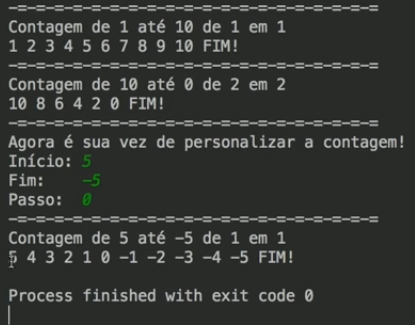 -=-=-=-=-=-=-=-=-=-=-=-=-=-=-=-=-=-=-=-=
Contagem de 1 até 10 de 1 em 1
1 2 3 4 5 6 7 8 9 10 FIM!
-=-=-=-=-=-=-=-=-=-=-=-=-=-=-=-=-=-=-=-=
Contagem de 10 até 0 de 2 em 2
10 8 6 4 2 0 FIM!
-=-=-=-=-=-=-=-=-=-=-=-=-=-=-=-=-=-=-=-=
Agora é sua vez de personalizar a contagem!
Início: 5
Fim:    -5
Passo:  0
-=-=-=-=-=-=-=-=-=-=-=-=-=-=-=-=-=-=-=-=
Contagem de 5 até -5 de 1 em 1
5 4 3 2 1 0 -1 -2 -3 -4 -5 FIM!
Process finished with exit code 0